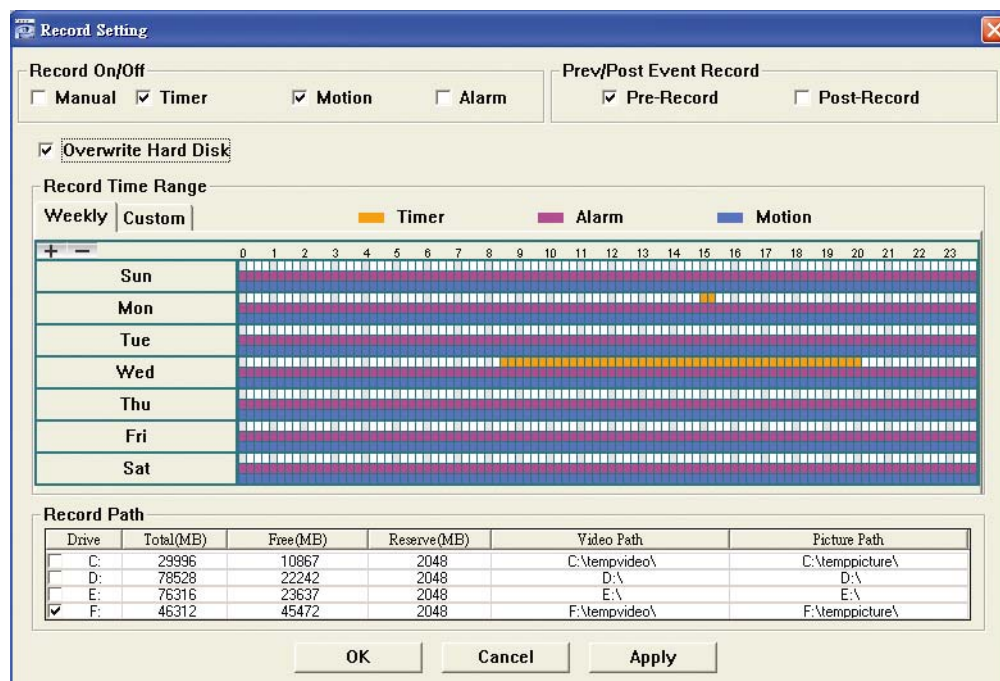 Record Setting
Record On/Off
Prev/Post Event Record
Manual Timer Motion Alarm
Pre-Record Post-Record
Overwrite Hard Disk
Record Time Range
Weekly Custom Timer Alarm Motion
+ − 0 1 2 3 4 5 6 7 8 9 10 11 12 13 14 15 16 17 18 19 20 21 22 23
Sun
Mon
Tue
Wed
Thu
Fri
Sat
Record Path
Drive Total(MB) Free(MB) Reserve(MB) Video Path Picture Path
C: 29996 10867 2048 C:\tempvideo\ C:\temppicture\
D: 78528 22242 2048 D:\ D:\
E: 76316 23637 2048 E:\ E:\
F: 46312 45472 2048 F:\tempvideo\ F:\temppicture\
OK Cancel Apply